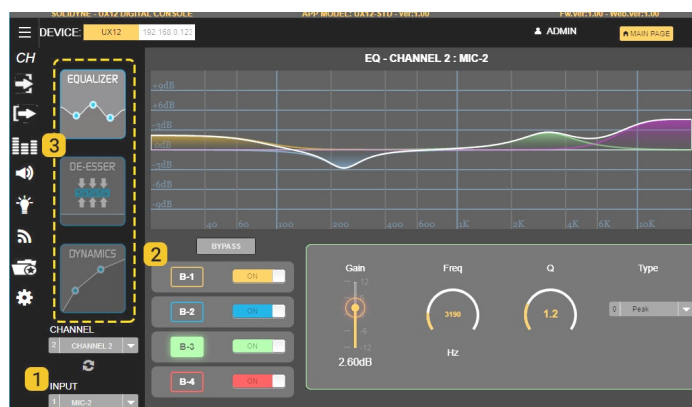 SOLIDYNE - UX12 DIGITAL CONSOLE
APP MODEL: UX12-STD - Ver:1.00
Fw.ver:1.00 - Web.ver:1.00
DEVICE: UX12 192.168.0.122
ADMIN
MAIN PAGE
CH
EQ - CHANNEL 2 : MIC-2
EQUALIZER
3
DE-ESSER
DYNAMICS
+9dB
+6dB
+3dB
0dB
-3dB
-6dB
-9dB
40 60 100 200 400 600 1K 2K 4K 6K 10K
2
BYPASS
B-1 ON
B-2 ON
B-3 ON
B-4 ON
Gain
12
6
12
2.60dB
Freq
3190
Hz
Q
1.2
Type
0 Peak
CHANNEL
2 CHANNEL 2
1
INPUT
1 MIC-2